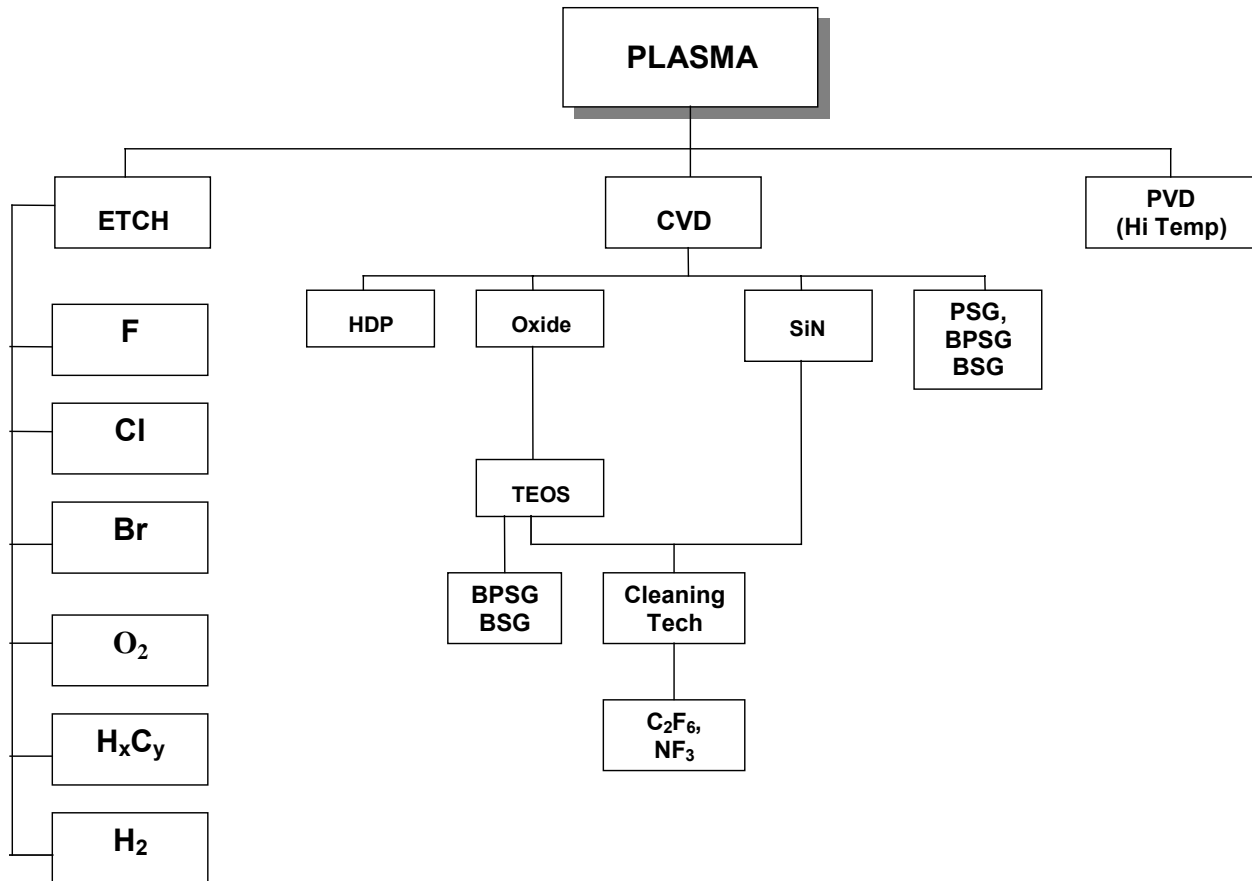 PLASMA
ETCH
CVD
PVD
(Hi Temp)
F
Cl
Br
O₂
HₓCᵧ
H₂
HDP
Oxide
SiN
PSG,
BPSG
BSG
TEOS
BPSG
BSG
Cleaning
Tech
C₂F₆,
NF₃